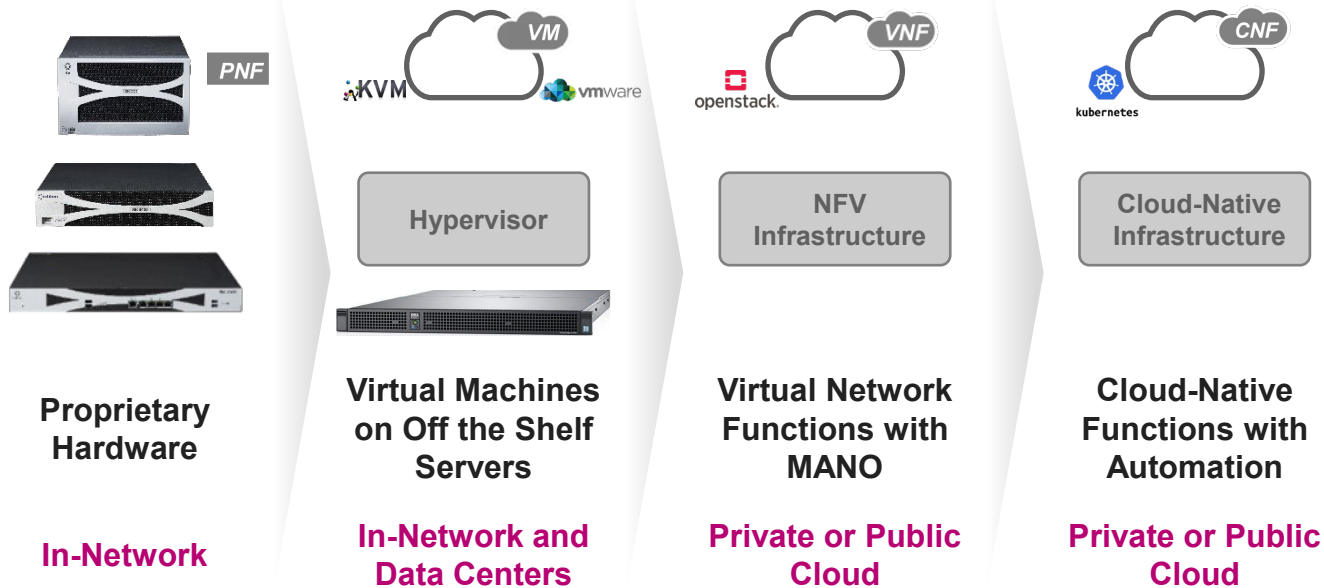 PNF
Proprietary
Hardware
In-Network
VM
KVM
vmware
Hypervisor
Virtual Machines
on Off the Shelf
Servers
In-Network and
Data Centers
VNF
openstack.
NFV
Infrastructure
Virtual Network
Functions with
MANO
Private or Public
Cloud
CNF
kubernetes
Cloud-Native
Infrastructure
Cloud-Native
Functions with
Automation
Private or Public
Cloud